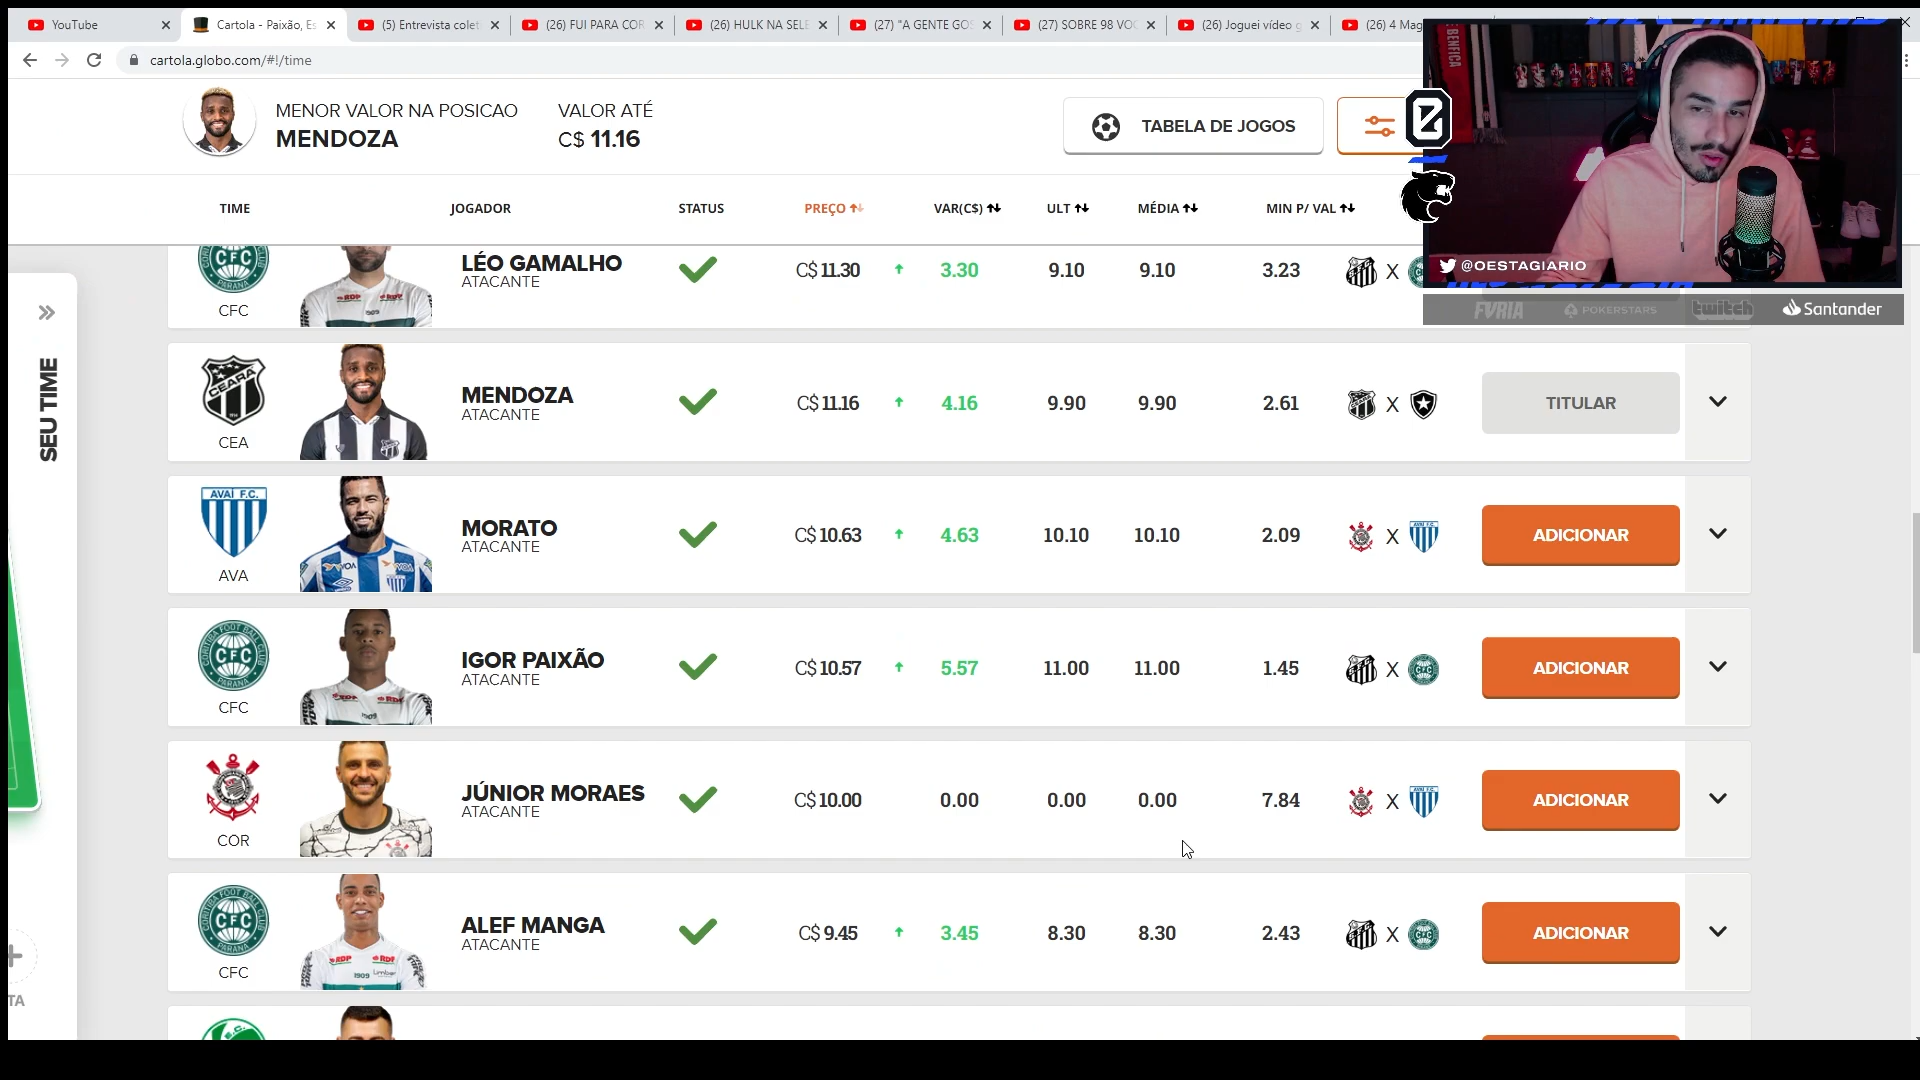 YouTube
Cartola - Paixão, Es
(5) Entrevista colet
(26) FUI PARA COR
(26) HULK NA SELE
(27) "A GENTE GOS
(27) SOBRE 98 VOC
(26) Joguei vídeo g
(26) 4 Mag
cartola.globo.com/#!/time
MENOR VALOR NA POSICAO
MENDOZA
VALOR ATÉ
C$ 11.16
TABELA DE JOGOS
TIME JOGADOR STATUS PREÇO VAR(C$) ULT MÉDIA MIN P/ VAL
BENFICA
@OESTAGIARIO
FURIA POKERSTARS twitch Santander
SEU TIME
LÉO GAMALHO
ATACANTE
CFC
C$ 11.30 3.30 9.10 9.10 3.23 X
MENDOZA
ATACANTE
CEA
C$ 11.16 4.16 9.90 9.90 2.61 X
TITULAR
AVAÍ F.C.
MORATO
ATACANTE
AVA
C$ 10.63 4.63 10.10 10.10 2.09 X
ADICIONAR
IGOR PAIXÃO
ATACANTE
CFC
C$ 10.57 5.57 11.00 11.00 1.45 X
ADICIONAR
JÚNIOR MORAES
ATACANTE
COR
C$ 10.00 0.00 0.00 0.00 7.84 X
ADICIONAR
ALEF MANGA
ATACANTE
CFC
C$ 9.45 3.45 8.30 8.30 2.43 X
ADICIONAR
TA